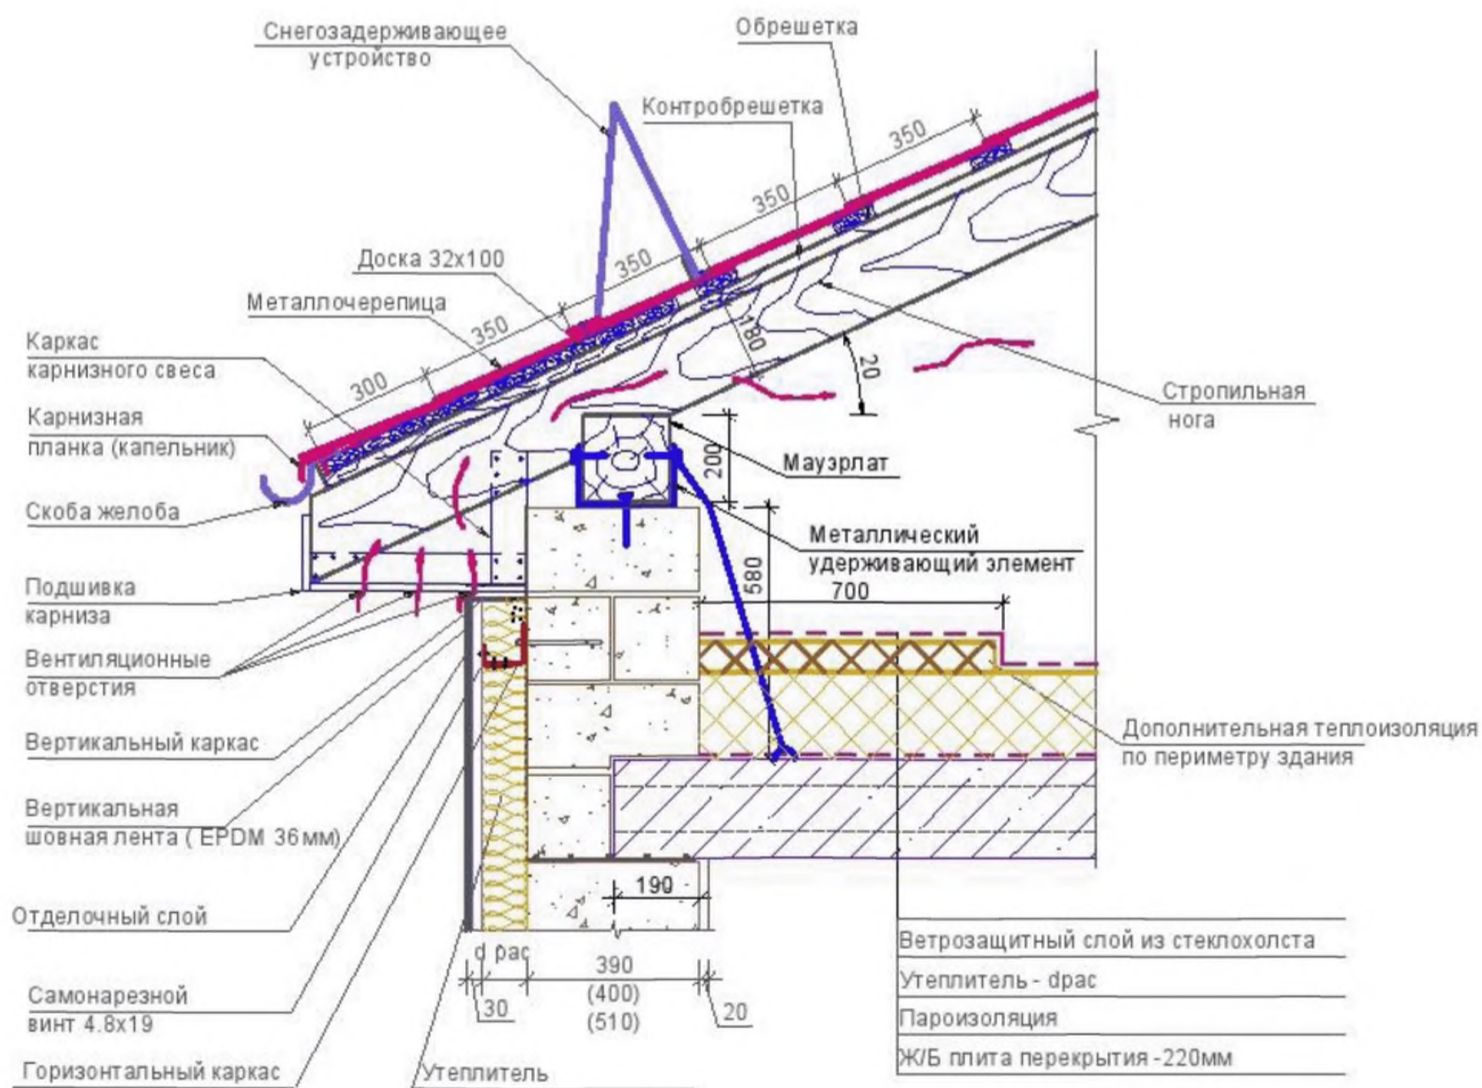 Снегозадерживающее
устройство
Обрешетка
Контробрешетка
350
350
350
350
300
Доска 32х100
Металлочерепица
Каркас
карнизного свеса
Карнизная
планка (капельник)
Скоба желоба
Подшивка
карниза
Вентиляционные
отверстия
Вертикальный каркас
Вертикальная
шовная лента ( EPDM 36мм)
Отделочный слой
Самонарезной
винт 4.8х19
Горизонтальный каркас
Утеплитель
180
20
Стропильная
нога
200
Мауэрлат
Металлический
удерживающий элемент
580
700
Дополнительная теплоизоляция
по периметру здания
190
d рас
30
390
(400)
(510)
20
Ветрозащитный слой из стеклохолста
Утеплитель - dрас
Пароизоляция
Ж/Б плита перекрытия -220мм